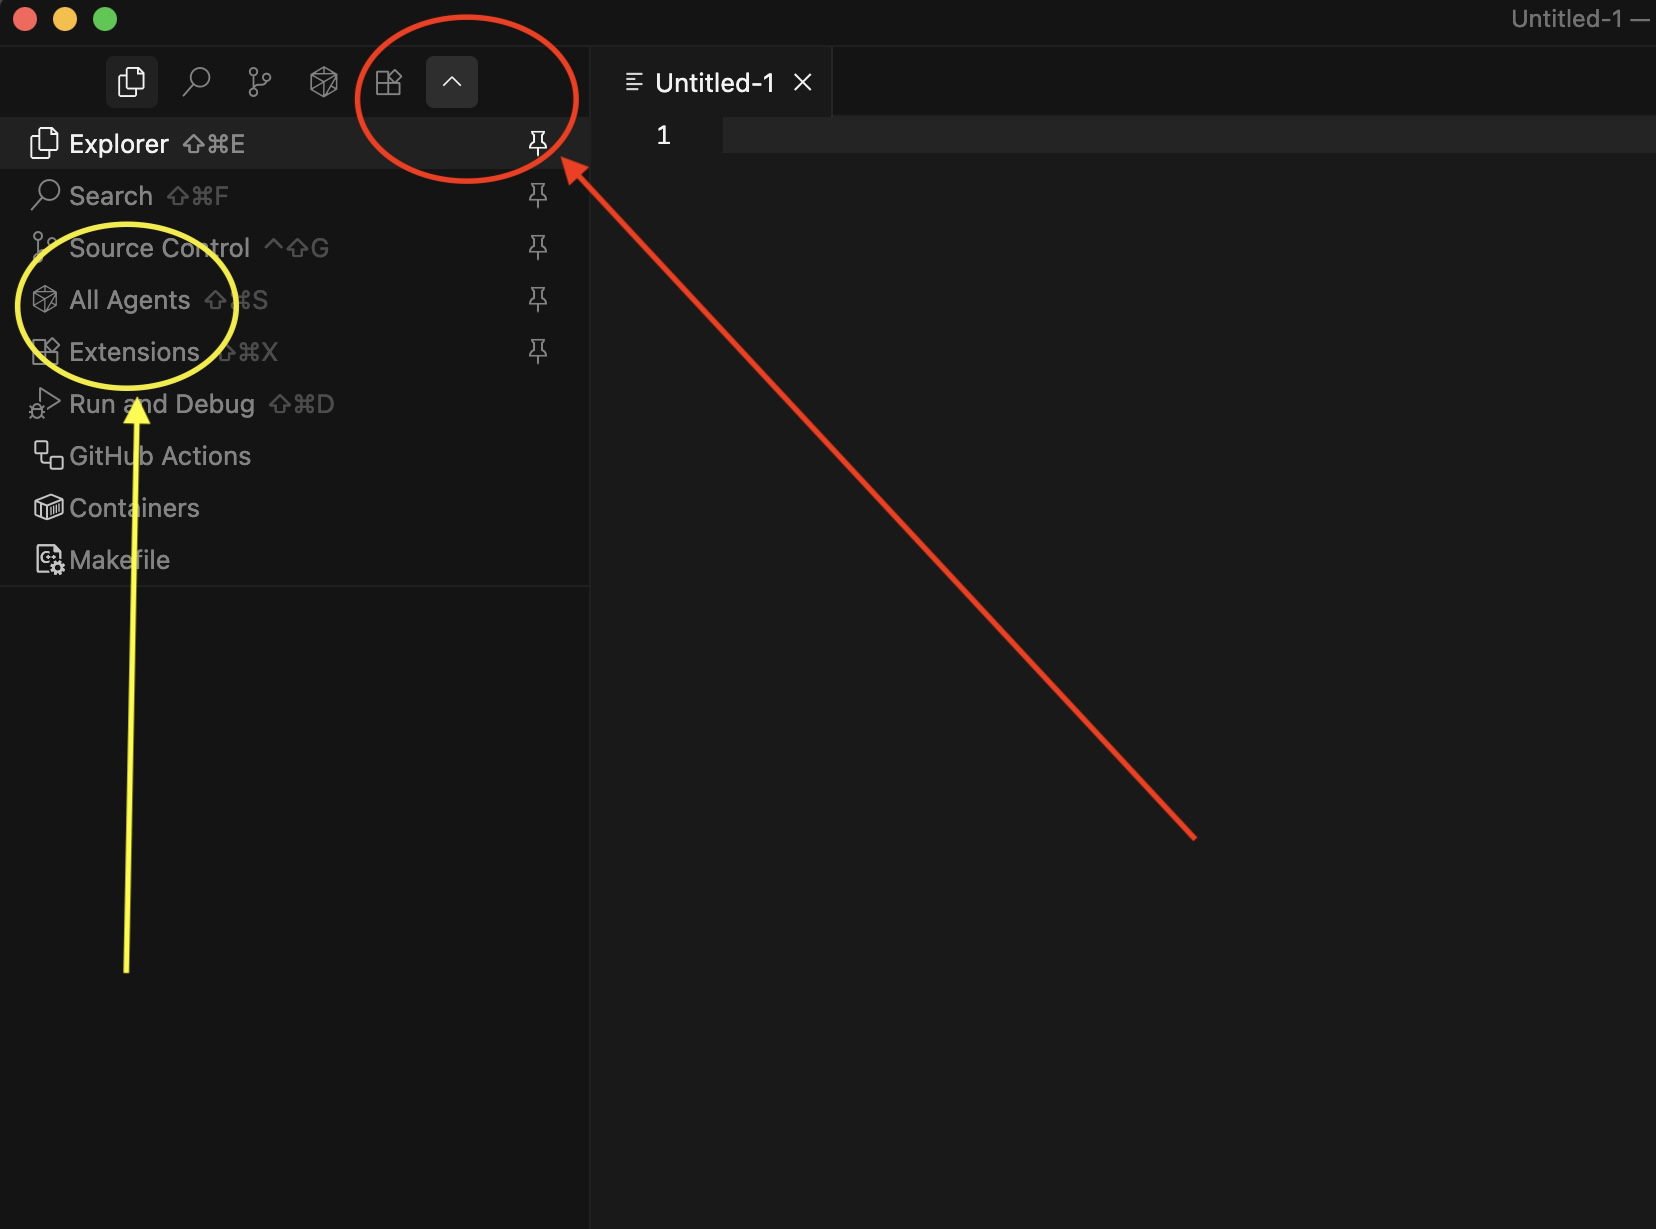 Untitled-1 —
Untitled-1
1
Explorer ⇧⌘E
Search ⇧⌘F
Source Control ⌃⇧G
All Agents ⇧⌘S
Extensions ⇧⌘X
Run and Debug ⇧⌘D
GitHub Actions
Containers
Makefile